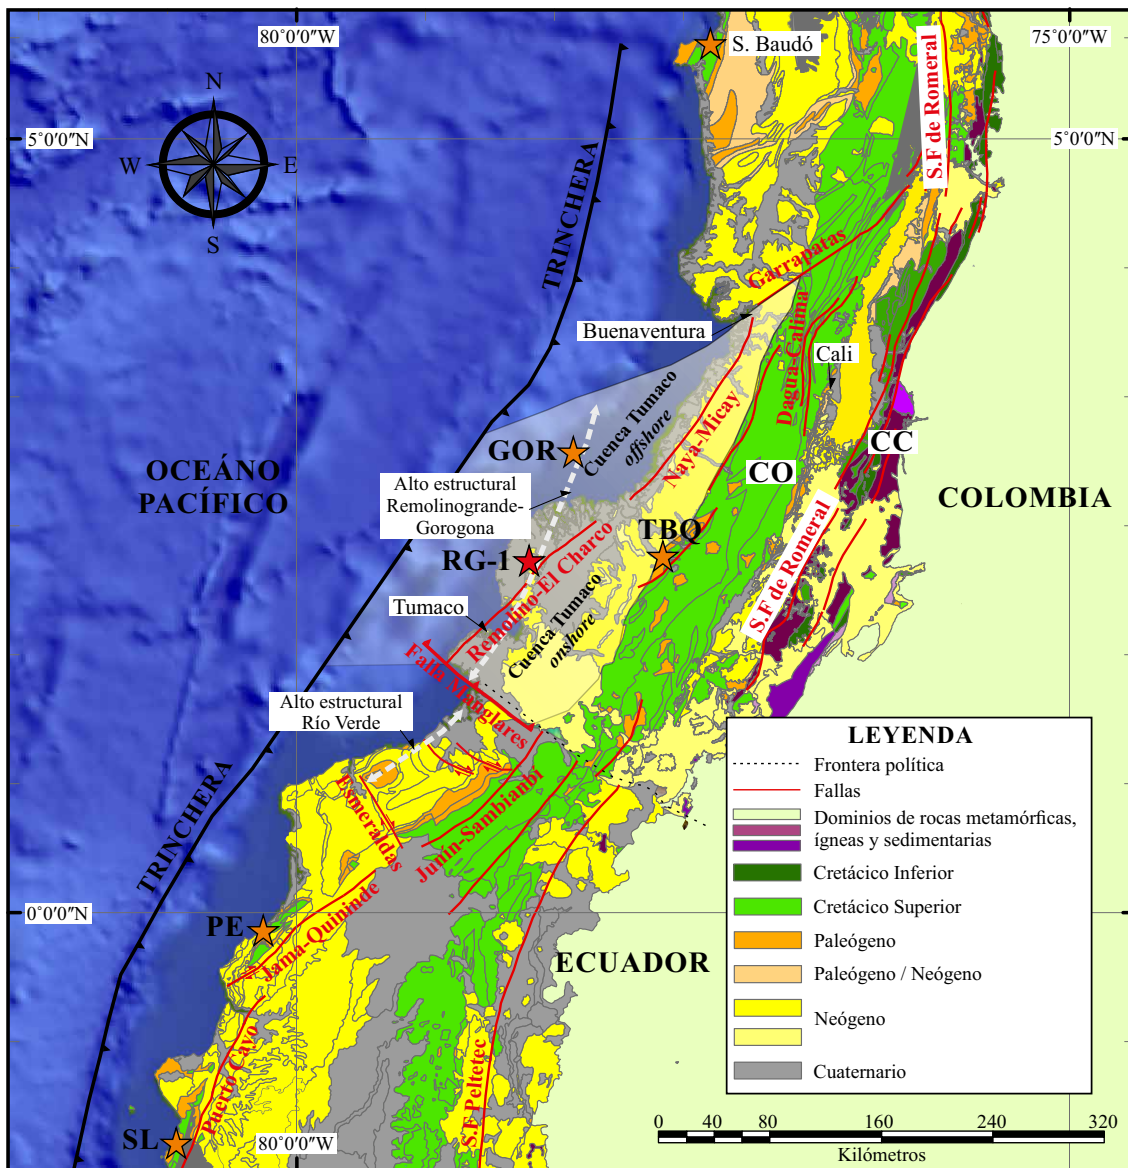 80°0'0"W
75°0'0"W
S. Baudó
N
5°0'0"N
5°0'0"N
W
E
S
S.F de Romeral
TRINCHERA
Garrapatas
Buenaventura
Dagua-Calima
Cali
Cuenca Tumaco
offshore
Naya-Micay
GOR
CC
CO
OCEÁNO
PACÍFICO
Alto estructural
Remolinogrande-
Gorogona
COLOMBIA
TBQ
RG-1
Remolino-El Charco
S.F de Romeral
Tumaco
Cuenca Tumaco
onshore
Falla Manglares
Alto estructural
Río Verde
TRINCHERA
Esmeraldas
Junín-Sambianbí
Jama-Quininde
0°0'0"N
PE
ECUADOR
Puerto Cayo
S.F Peltetec
SL
80°0'0"W
LEYENDA
Frontera política
Fallas
Dominios de rocas metamórficas,
ígneas y sedimentarias
Cretácico Inferior
Cretácico Superior
Paleógeno
Paleógeno / Neógeno
Neógeno
Cuaternario
0 40 80 160 240 320
Kilómetros